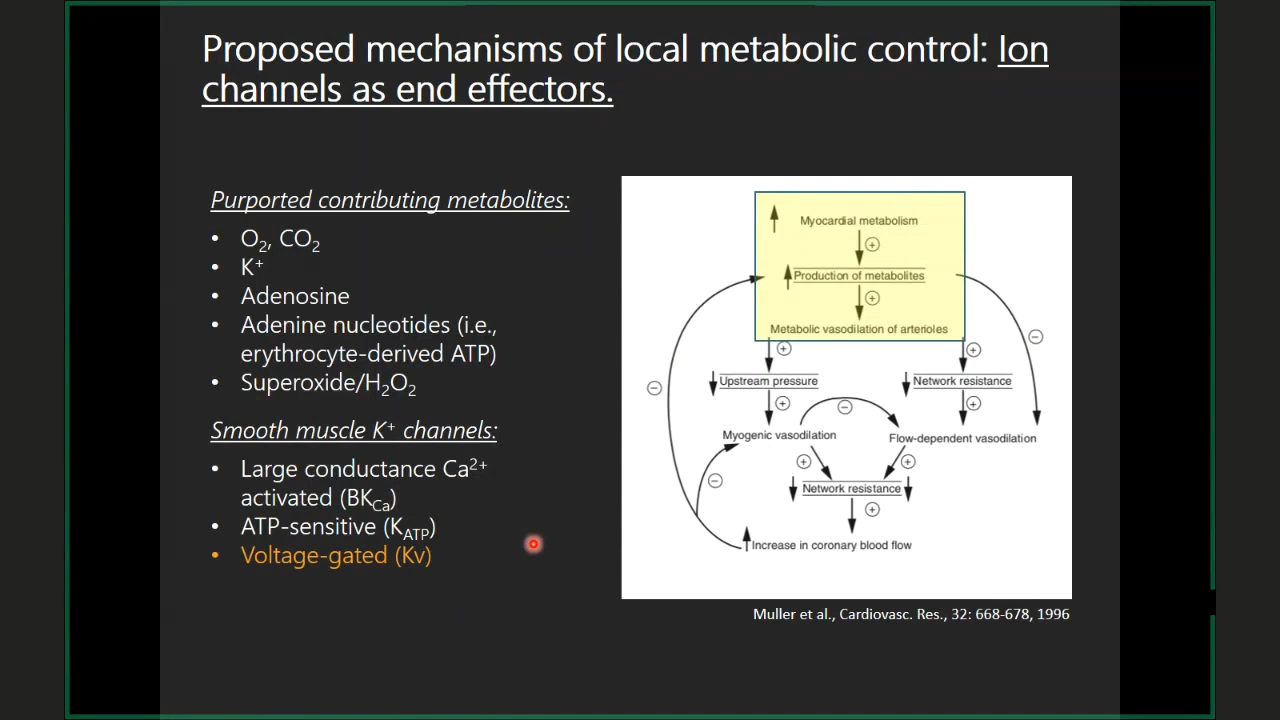 Proposed mechanisms of local metabolic control: Ion
channels as end effectors.
Purported contributing metabolites:
• O2, CO2
• K+
• Adenosine
• Adenine nucleotides (i.e.,
erythrocyte-derived ATP)
• Superoxide/H2O2
Smooth muscle K+ channels:
• Large conductance Ca2+
activated (BKCa)
• ATP-sensitive (KATP)
• Voltage-gated (Kv)
Myocardial metabolism
+
Production of metabolites
+
Metabolic vasodilation of arterioles
+ +
−
Upstream pressure Network resistance
−
+ − +
Myogenic vasodilation Flow-dependent vasodilation
+ +
−
Network resistance
+
Increase in coronary blood flow
Muller et al., Cardiovasc. Res., 32: 668-678, 1996